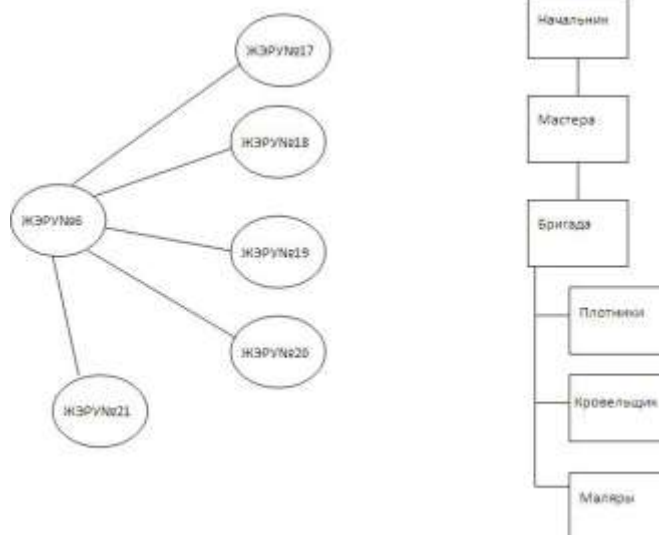 ЖЭРУ№17
ЖЭРУ№18
ЖЭРУ№6
ЖЭРУ№19
ЖЭРУ№20
ЖЭРУ№21
Начальник
Мастера
Бригада
Плотники
Кровельщик
Маляры